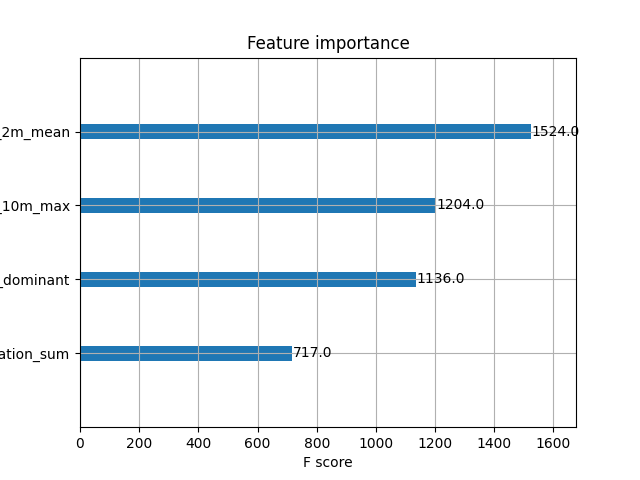 Feature importance
_2m_mean
1524.0
_10m_max
1204.0
_dominant
1136.0
ation_sum
717.0
0 200 400 600 800 1000 1200 1400 1600
F score